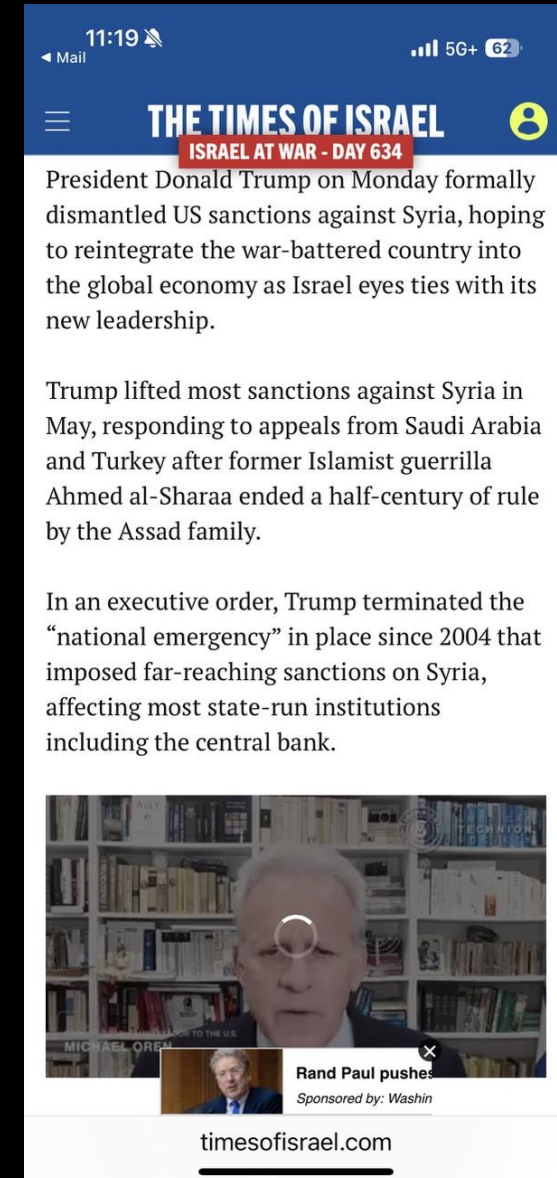 11:19
5G+ 62
Mail
THE TIMES OF ISRAEL
ISRAEL AT WAR - DAY 634
President Donald Trump on Monday formally
dismantled US sanctions against Syria, hoping
to reintegrate the war-battered country into
the global economy as Israel eyes ties with its
new leadership.
Trump lifted most sanctions against Syria in
May, responding to appeals from Saudi Arabia
and Turkey after former Islamist guerrilla
Ahmed al-Sharaa ended a half-century of rule
by the Assad family.
In an executive order, Trump terminated the
“national emergency” in place since 2004 that
imposed far-reaching sanctions on Syria,
affecting most state-run institutions
including the central bank.
ALLY
TECHNION
TO THE U.S.
MICHAEL OREN
Rand Paul pushes
Sponsored by: Washin
timesofisrael.com